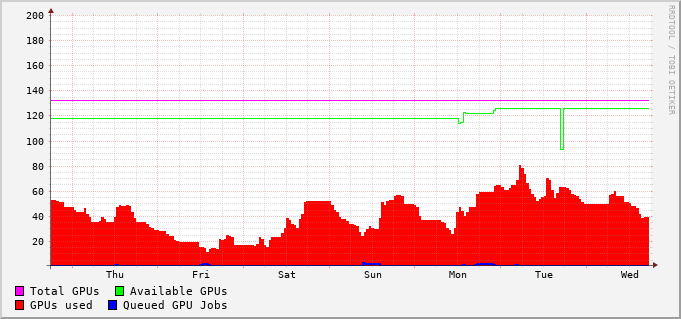 200
180
160
140
120
100
80
60
40
20
Thu Fri Sat Sun Mon Tue Wed
Total GPUs Available GPUs
GPUs used Queued GPU Jobs
RRDTOOL / TOBI OETIKER